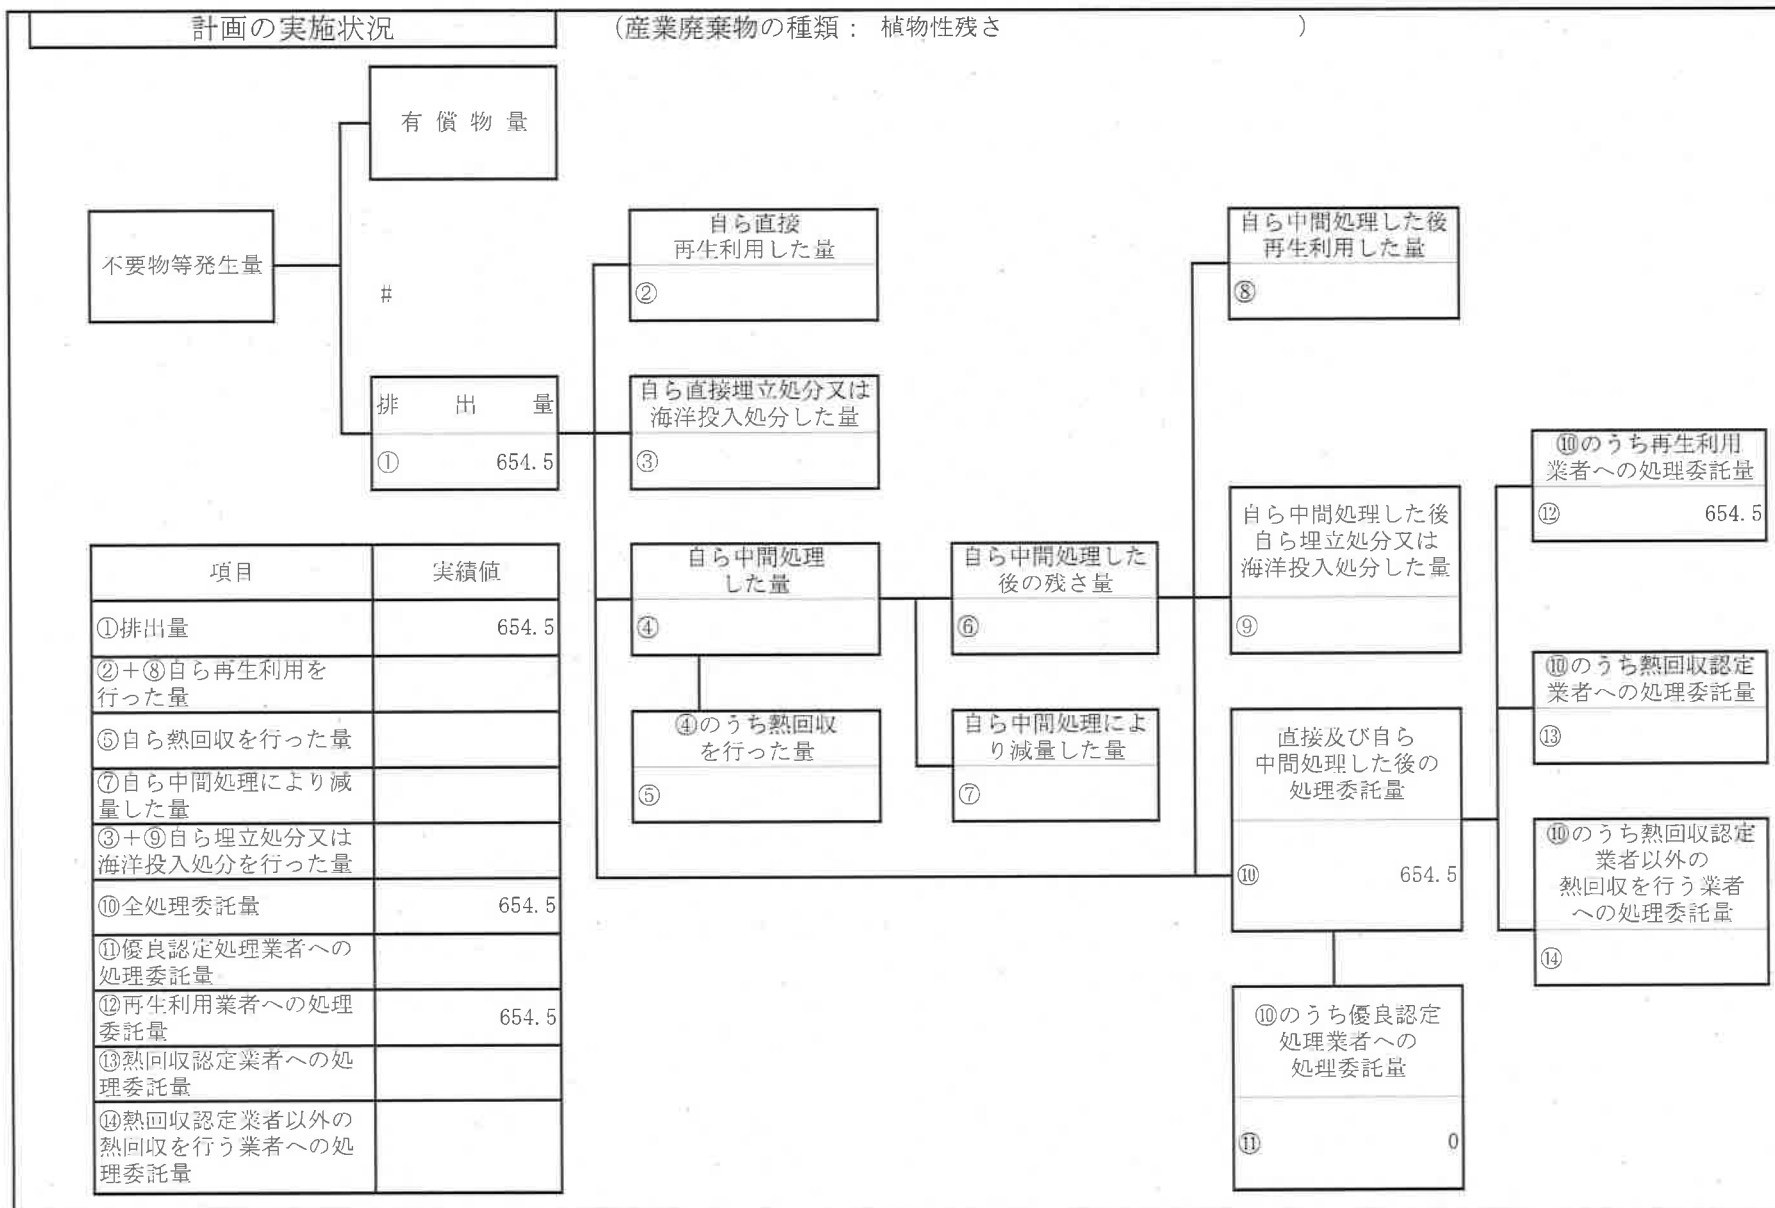 計画の実施状況
(産業廃棄物の種類： 植物性残さ )
有償物量
不要物等発生量
#
排出量
① 654.5
自ら直接
再生利用した量
②
自ら直接埋立処分又は
海洋投入処分した量
③
自ら中間処理
した量
④
④のうち熱回収
を行った量
⑤
自ら中間処理した
後の残さ量
⑥
自ら中間処理によ
り減量した量
⑦
自ら中間処理した後
再生利用した量
⑧
自ら中間処理した後
自ら埋立処分又は
海洋投入処分した量
⑨
直接及び自ら
中間処理した後の
処理委託量
⑩ 654.5
⑩のうち優良認定
処理業者への
処理委託量
⑪ 0
⑩のうち再生利用
業者への処理委託量
⑫ 654.5
⑩のうち熱回収認定
業者への処理委託量
⑬
⑩のうち熱回収認定
業者以外の
熱回収を行う業者
への処理委託量
⑭
項目 実績値
①排出量 654.5
②＋⑧自ら再生利用を
行った量
⑤自ら熱回収を行った量
⑦自ら中間処理により減
量した量
③＋⑨自ら埋立処分又は
海洋投入処分を行った量
⑩全処理委託量 654.5
⑪優良認定処理業者への
処理委託量
⑫再生利用業者への処理
委託量 654.5
⑬熱回収認定業者への処
理委託量
⑭熱回収認定業者以外の
熱回収を行う業者への処
理委託量